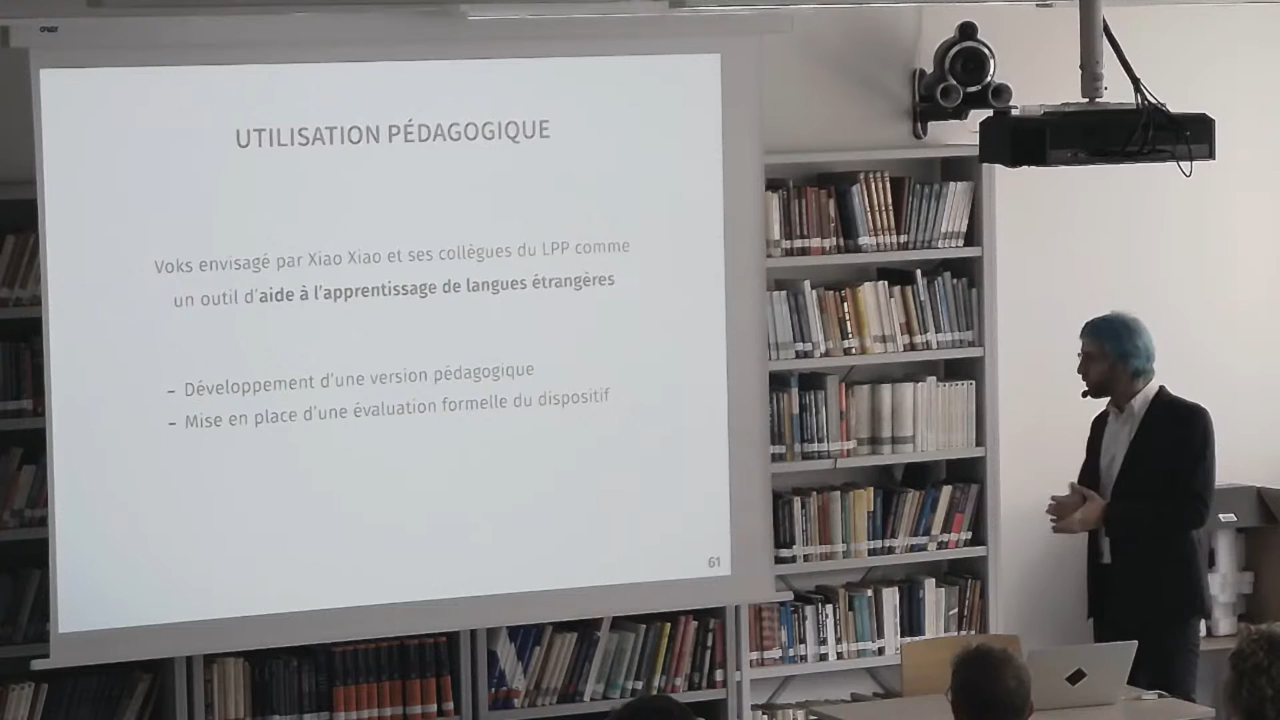 UTILISATION PÉDAGOGIQUE
Voks envisagé par Xiao Xiao et ses collègues du LPP comme
un outil d'aide à l'apprentissage de langues étrangères
– Développement d'une version pédagogique
– Mise en place d'une évaluation formelle du dispositif
61